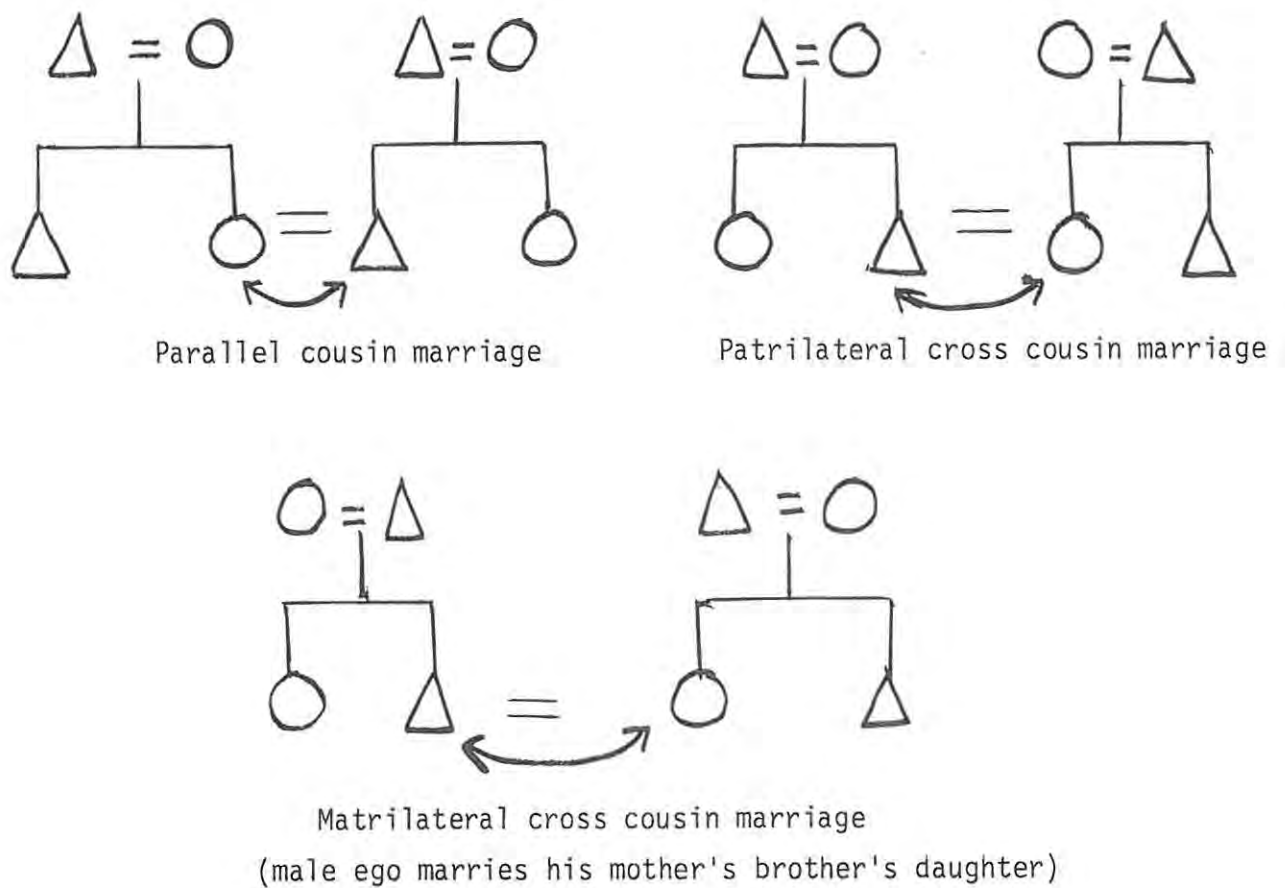 Parallel cousin marriage
Patrilateral cross cousin marriage
Matrilateral cross cousin marriage
(male ego marries his mother's brother's daughter)